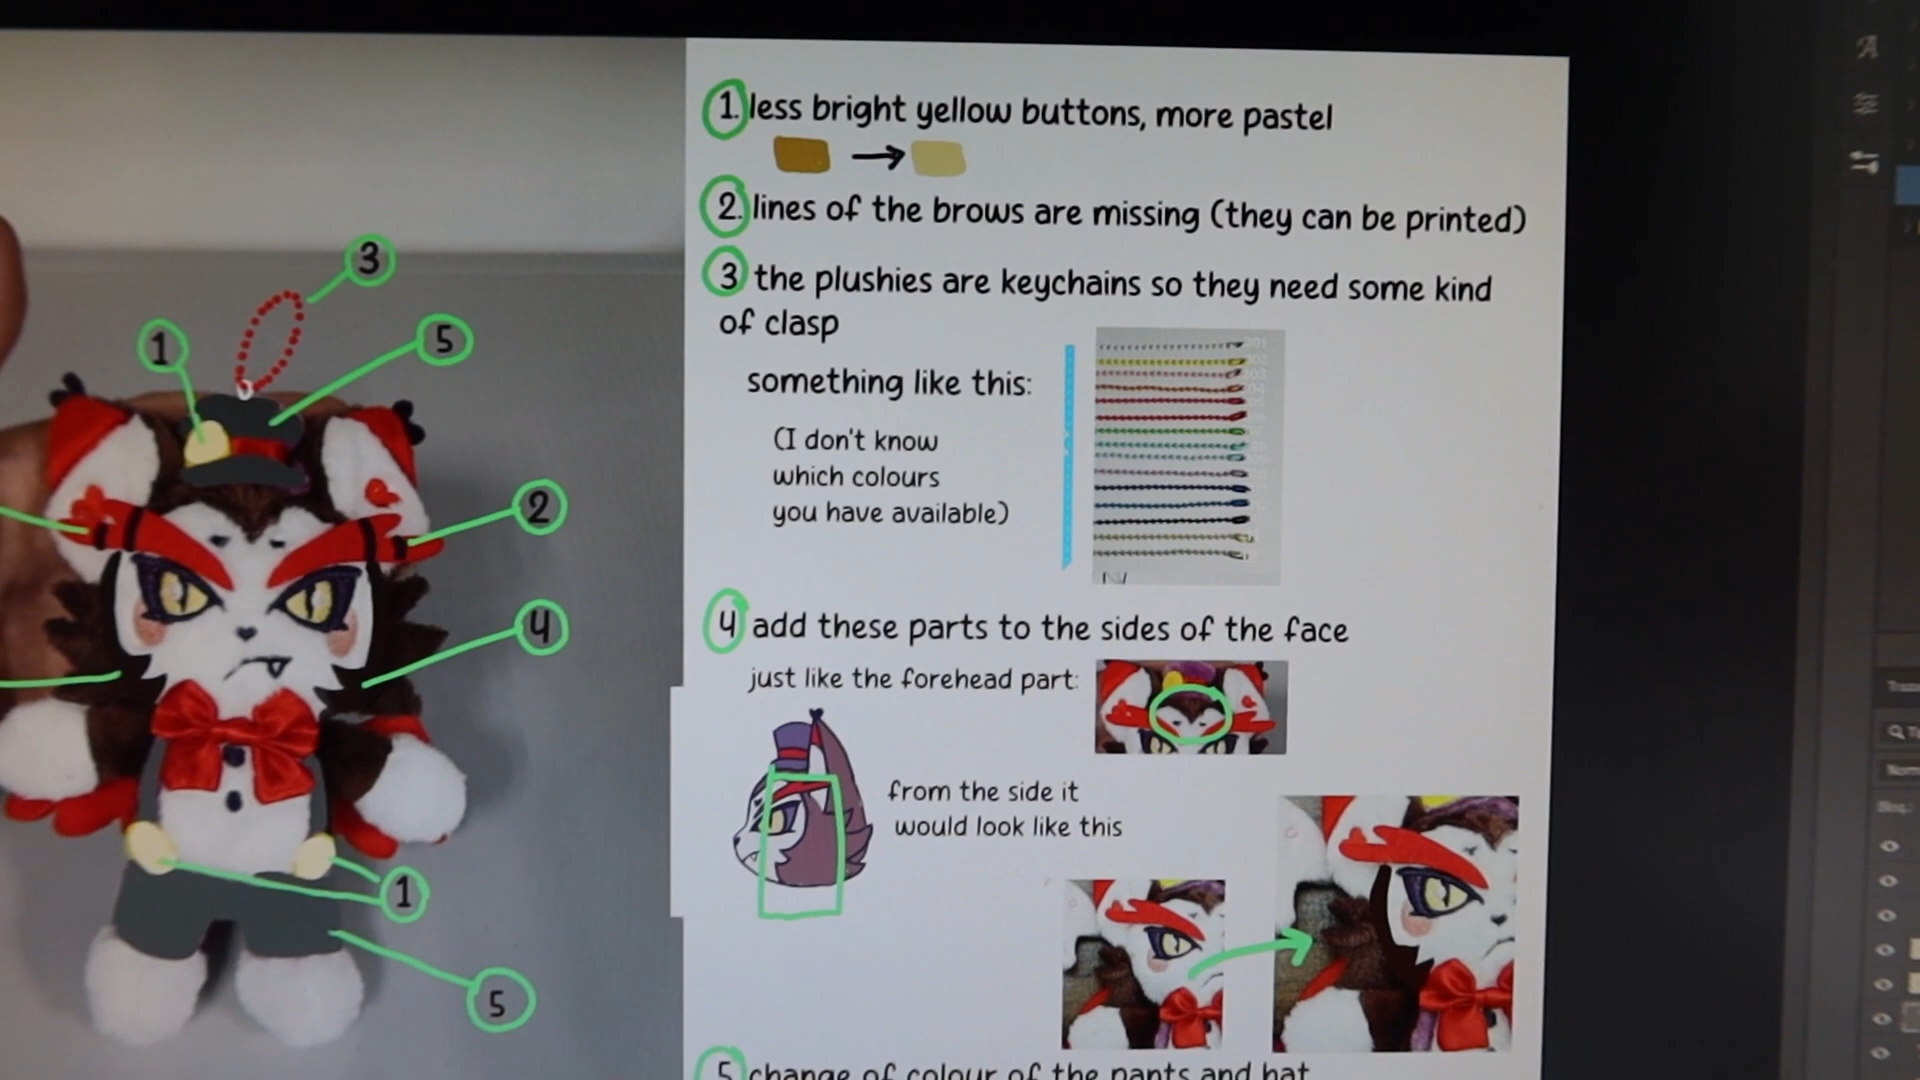 1. less bright yellow buttons, more pastel
2. lines of the brows are missing (they can be printed)
3 the plushies are keychains so they need some kind
of clasp
something like this:
(I don't know
which colours
you have available)
4 add these parts to the sides of the face
just like the forehead part:
from the side it
would look like this
5 change of colour of the pants and hat
3
1
5
2
4
1
5